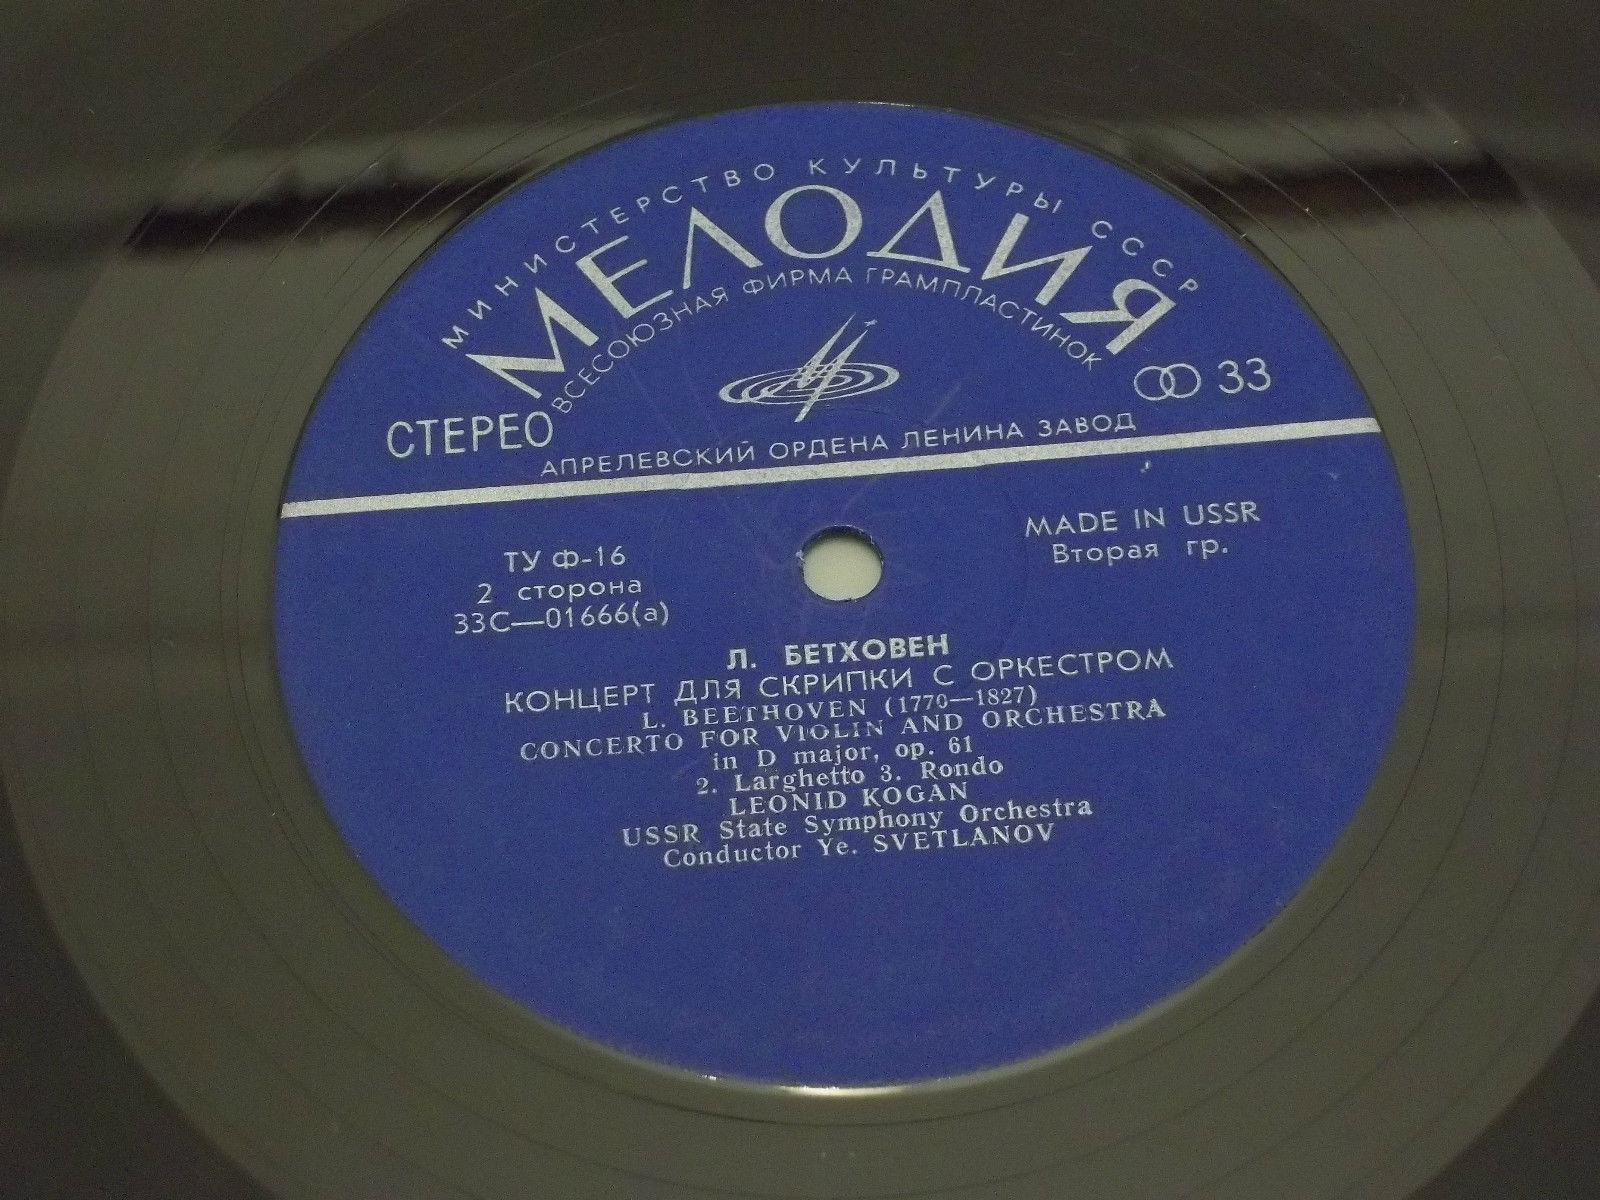 МИНИСТЕРСТВО КУЛЬТУРЫ СССР
МЕЛОДИЯ
ВСЕСОЮЗНАЯ ФИРМА ГРАМПЛАСТИНОК
СТЕРЕО
33
АПРЕЛЕВСКИЙ ОРДЕНА ЛЕНИНА ЗАВОД
ТУ Ф-16
2 сторона
33С—01666(а)
MADE IN USSR
Вторая гр.
Л. БЕТХОВЕН
КОНЦЕРТ ДЛЯ СКРИПКИ С ОРКЕСТРОМ
L. BEETHOVEN (1770—1827)
CONCERTO FOR VIOLIN AND ORCHESTRA
in D major, op. 61
2. Larghetto 3. Rondo
LEONID KOGAN
USSR State Symphony Orchestra
Conductor Ye. SVETLANOV